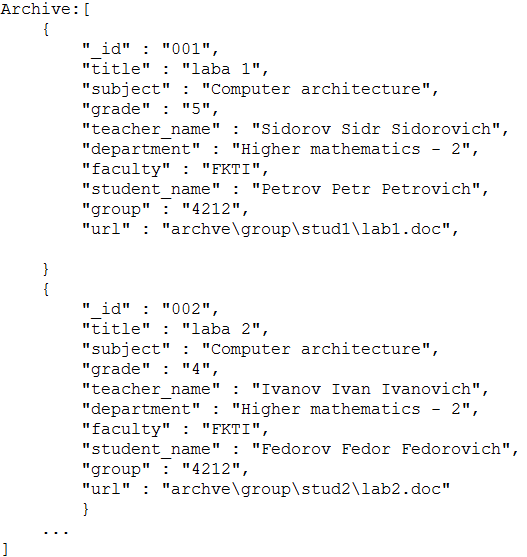 Archive:[
{
"_id" : "001",
"title" : "laba 1",
"subject" : "Computer architecture",
"grade" : "5",
"teacher_name" : "Sidorov Sidr Sidorovich",
"department" : "Higher mathematics - 2",
"faculty" : "FKTI",
"student_name" : "Petrov Petr Petrovich",
"group" : "4212",
"url" : "archve\group\stud1\lab1.doc",
}
{
"_id" : "002",
"title" : "laba 2",
"subject" : "Computer architecture",
"grade" : "4",
"teacher_name" : "Ivanov Ivan Ivanovich",
"department" : "Higher mathematics - 2",
"faculty" : "FKTI",
"student_name" : "Fedorov Fedor Fedorovich",
"group" : "4212",
"url" : "archve\group\stud2\lab2.doc"
}
...
]